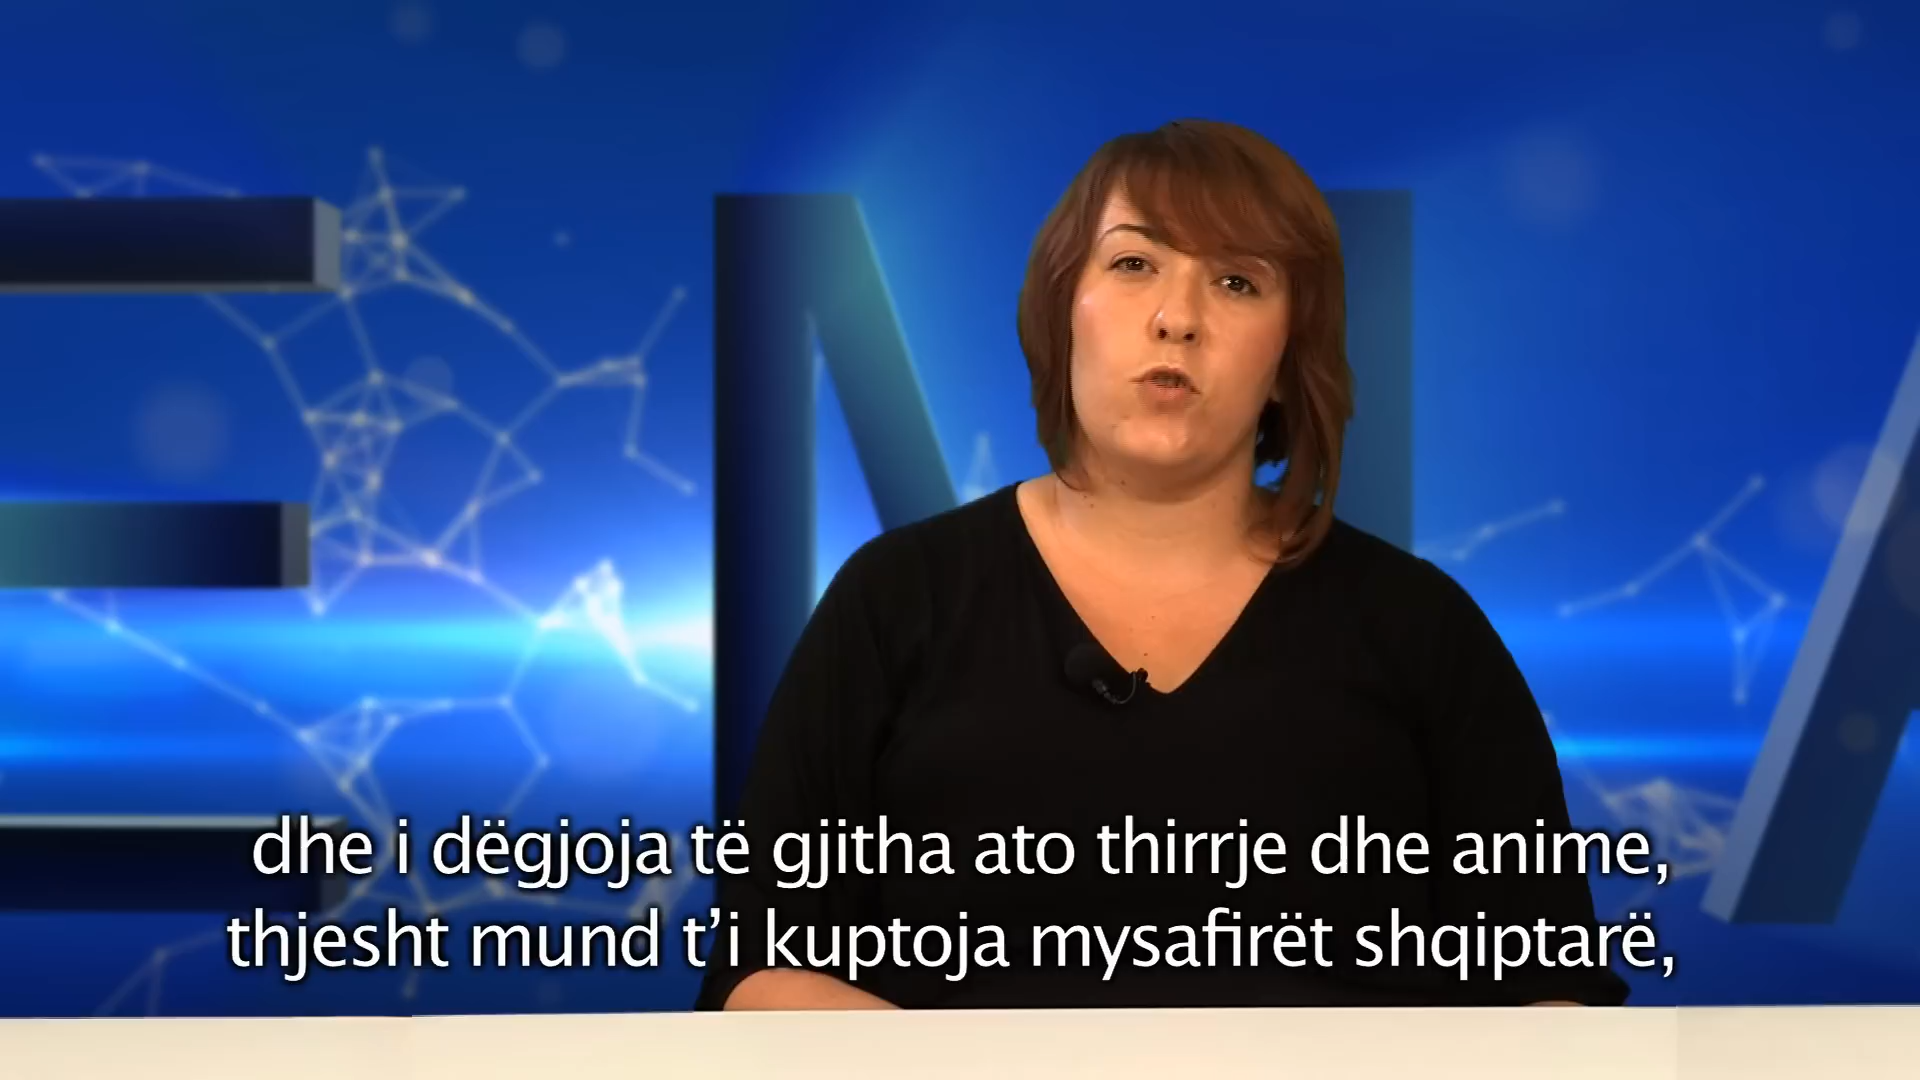 E N A
dhe i dëgjoja të gjitha ato thirrje dhe anime,
thjesht mund t’i kuptoja mysafirët shqiptarë,